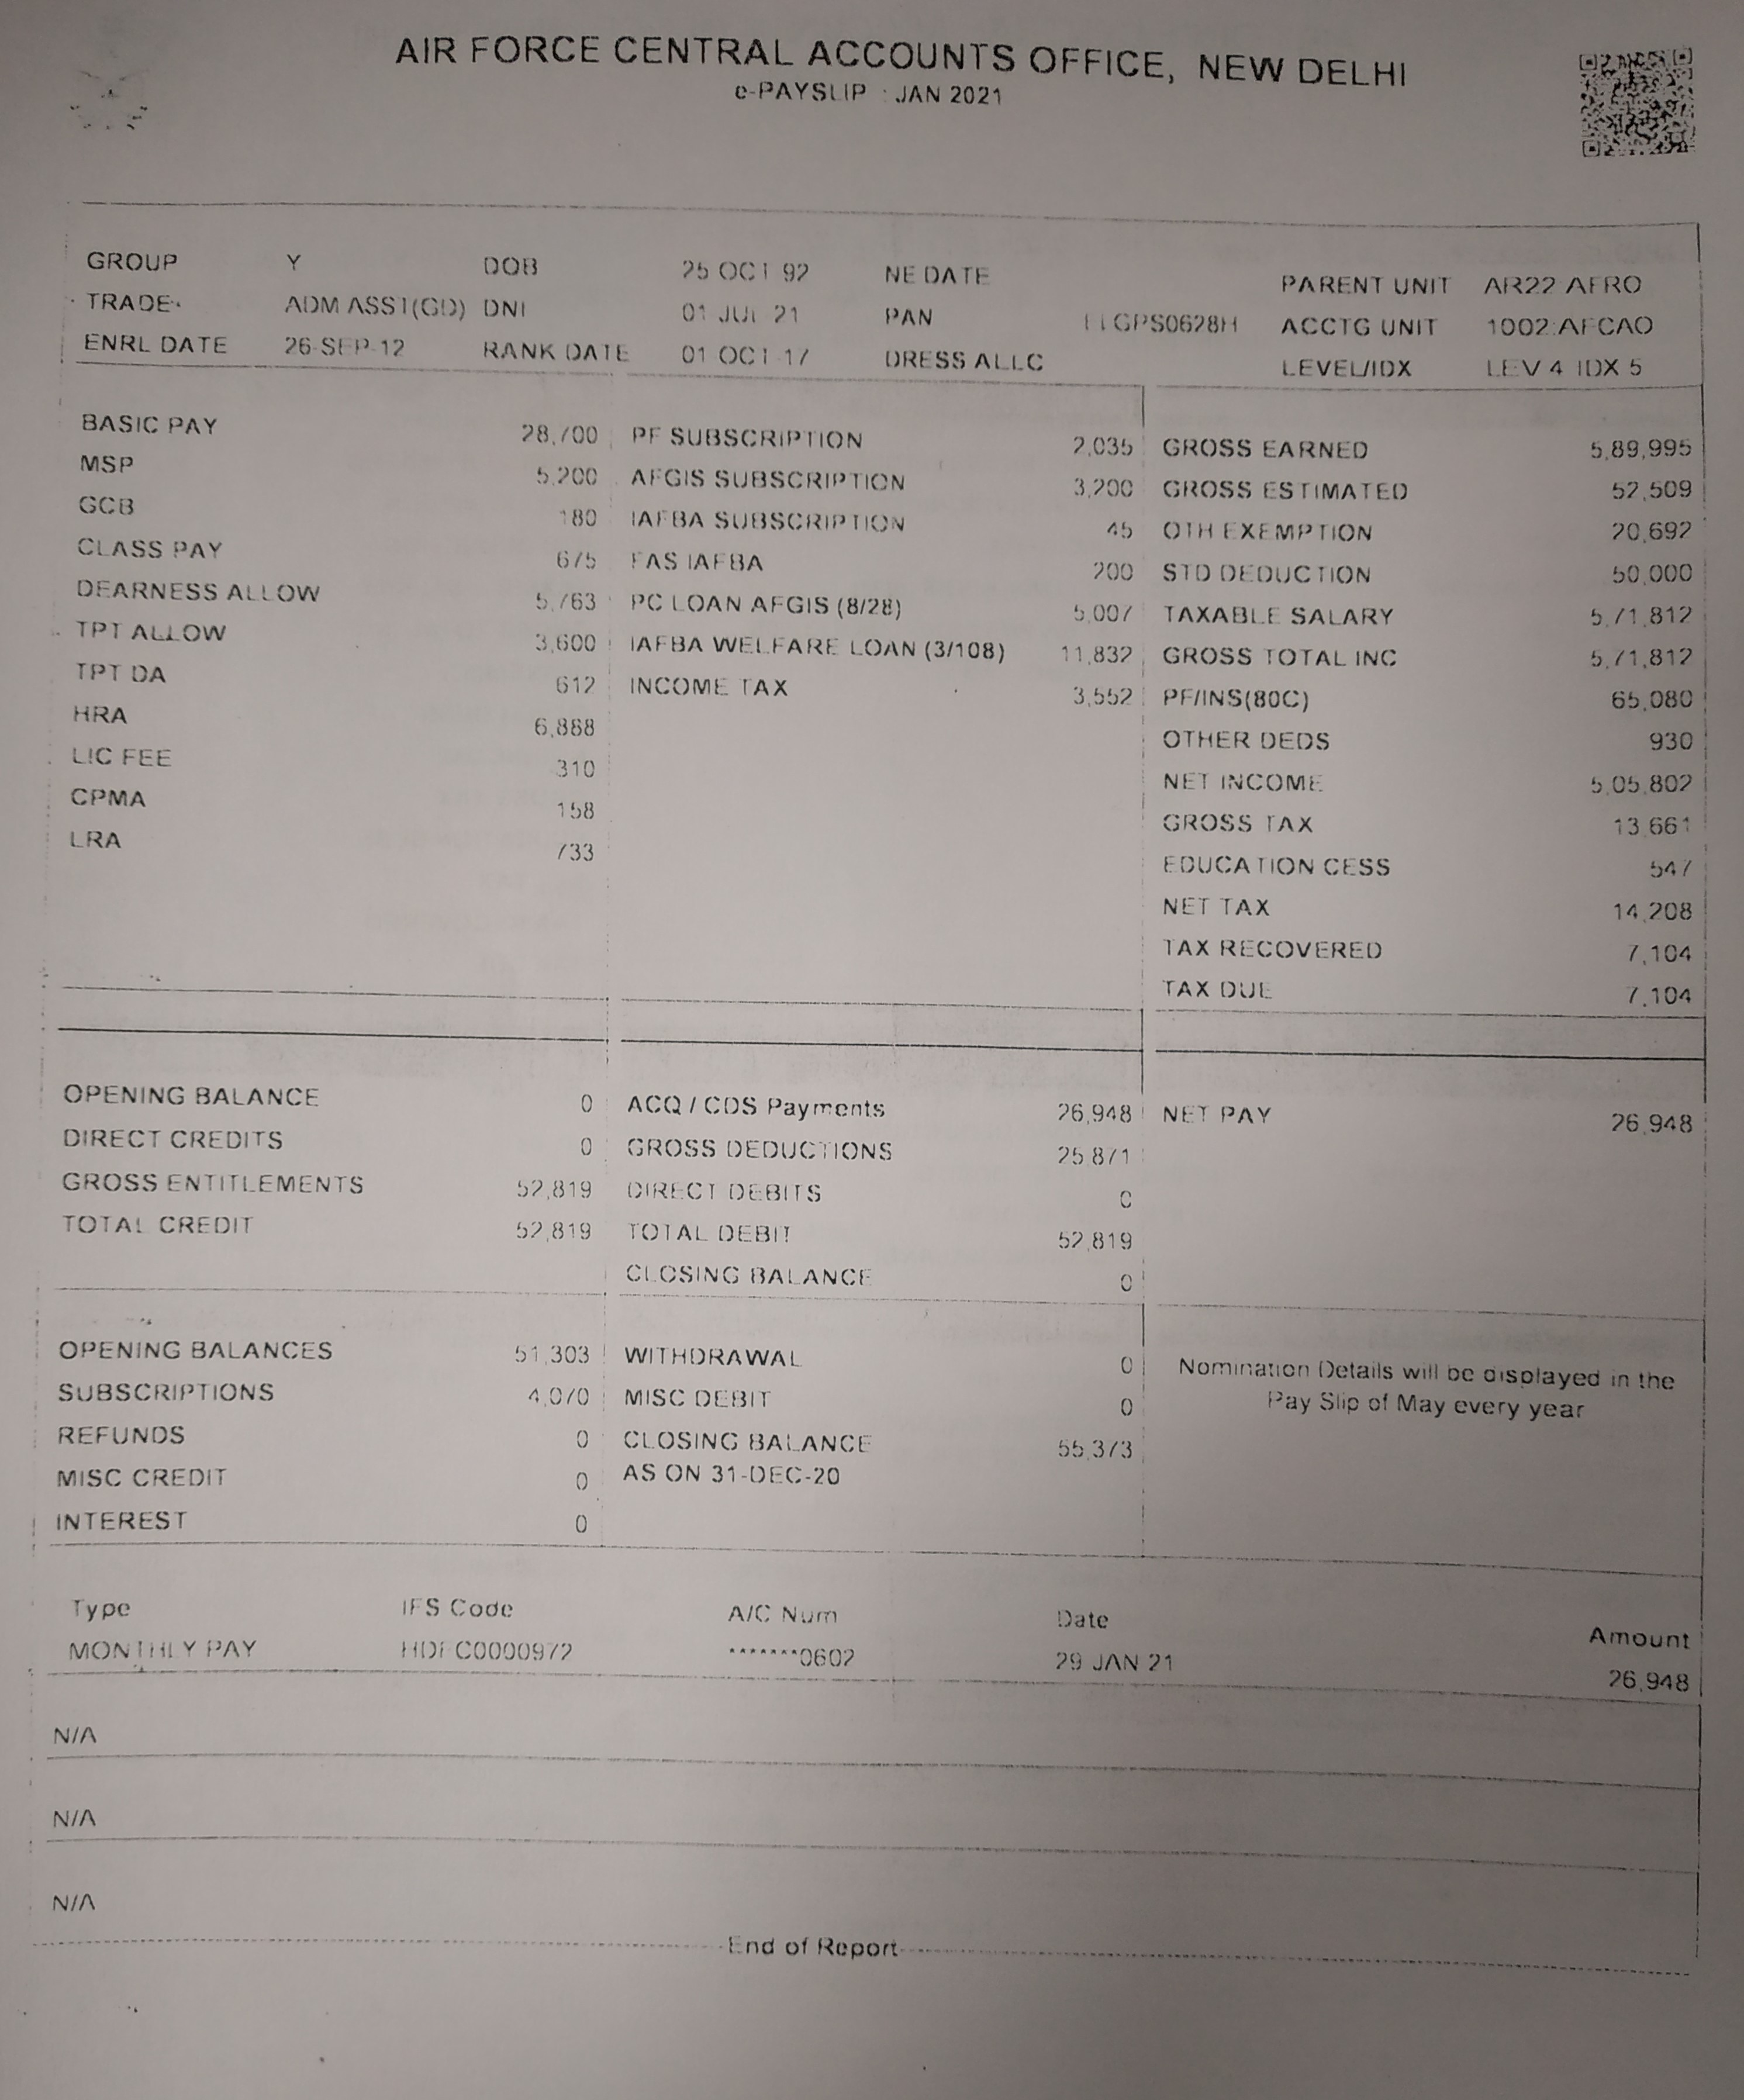 AIR FORCE CENTRAL ACCOUNTS OFFICE, NEW DELHI
e-PAYSLIP : JAN 2021
GROUP Y DOB 25 OCT 92 NE DATE PARENT UNIT AR22 AFRO
TRADE ADM ASST(GD) DNI 01 JUL 21 PAN ACCTG UNIT 1002:AFCAO
ENRL DATE 26-SEP-12 RANK DATE 01 OCT 17 DRESS ALLC LEVEL/IDX LEV 4 IDX 5
BASIC PAY 28,700 PF SUBSCRIPTION 2,035 GROSS EARNED 5,89,995
MSP 5,200 AFGIS SUBSCRIPTION 3,200 GROSS ESTIMATED 52,509
GCB 180 IAFBA SUBSCRIPTION 45 OTH EXEMPTION 20,692
CLASS PAY 675 FAS IAFBA 200 STD DEDUCTION 50,000
DEARNESS ALLOW 5,763 PC LOAN AFGIS (8/28) 5,007 TAXABLE SALARY 5,71,812
TPT ALLOW 3,600 IAFBA WELFARE LOAN (3/108) 11,832 GROSS TOTAL INC 5,71,812
TPT DA 612 INCOME TAX 3,552 PF/INS(80C) 65,080
HRA 6,888 OTHER DEDS 930
LIC FEE 310 NET INCOME 5,05,802
CPMA 158 GROSS TAX 13,661
LRA 733 EDUCATION CESS 547
NET TAX 14,208
TAX RECOVERED 7,104
TAX DUE 7,104
OPENING BALANCE 0 ACQ / CDS Payments 26,948 NET PAY 26,948
DIRECT CREDITS 0 GROSS DEDUCTIONS 25,871
GROSS ENTITLEMENTS 52,819 DIRECT DEBITS 0
TOTAL CREDIT 52,819 TOTAL DEBIT 52,819
CLOSING BALANCE 0
OPENING BALANCES 51,303 WITHDRAWAL 0 Nomination Details will be displayed in the
SUBSCRIPTIONS 4,070 MISC DEBIT 0 Pay Slip of May every year
REFUNDS 0 CLOSING BALANCE 55,373
MISC CREDIT 0 AS ON 31-DEC-20
INTEREST 0
Type IFS Code A/C Num Date Amount
MONTHLY PAY HDFC0000972 *******0602 29 JAN 21 26,948
N/A
N/A
N/A
End of Report